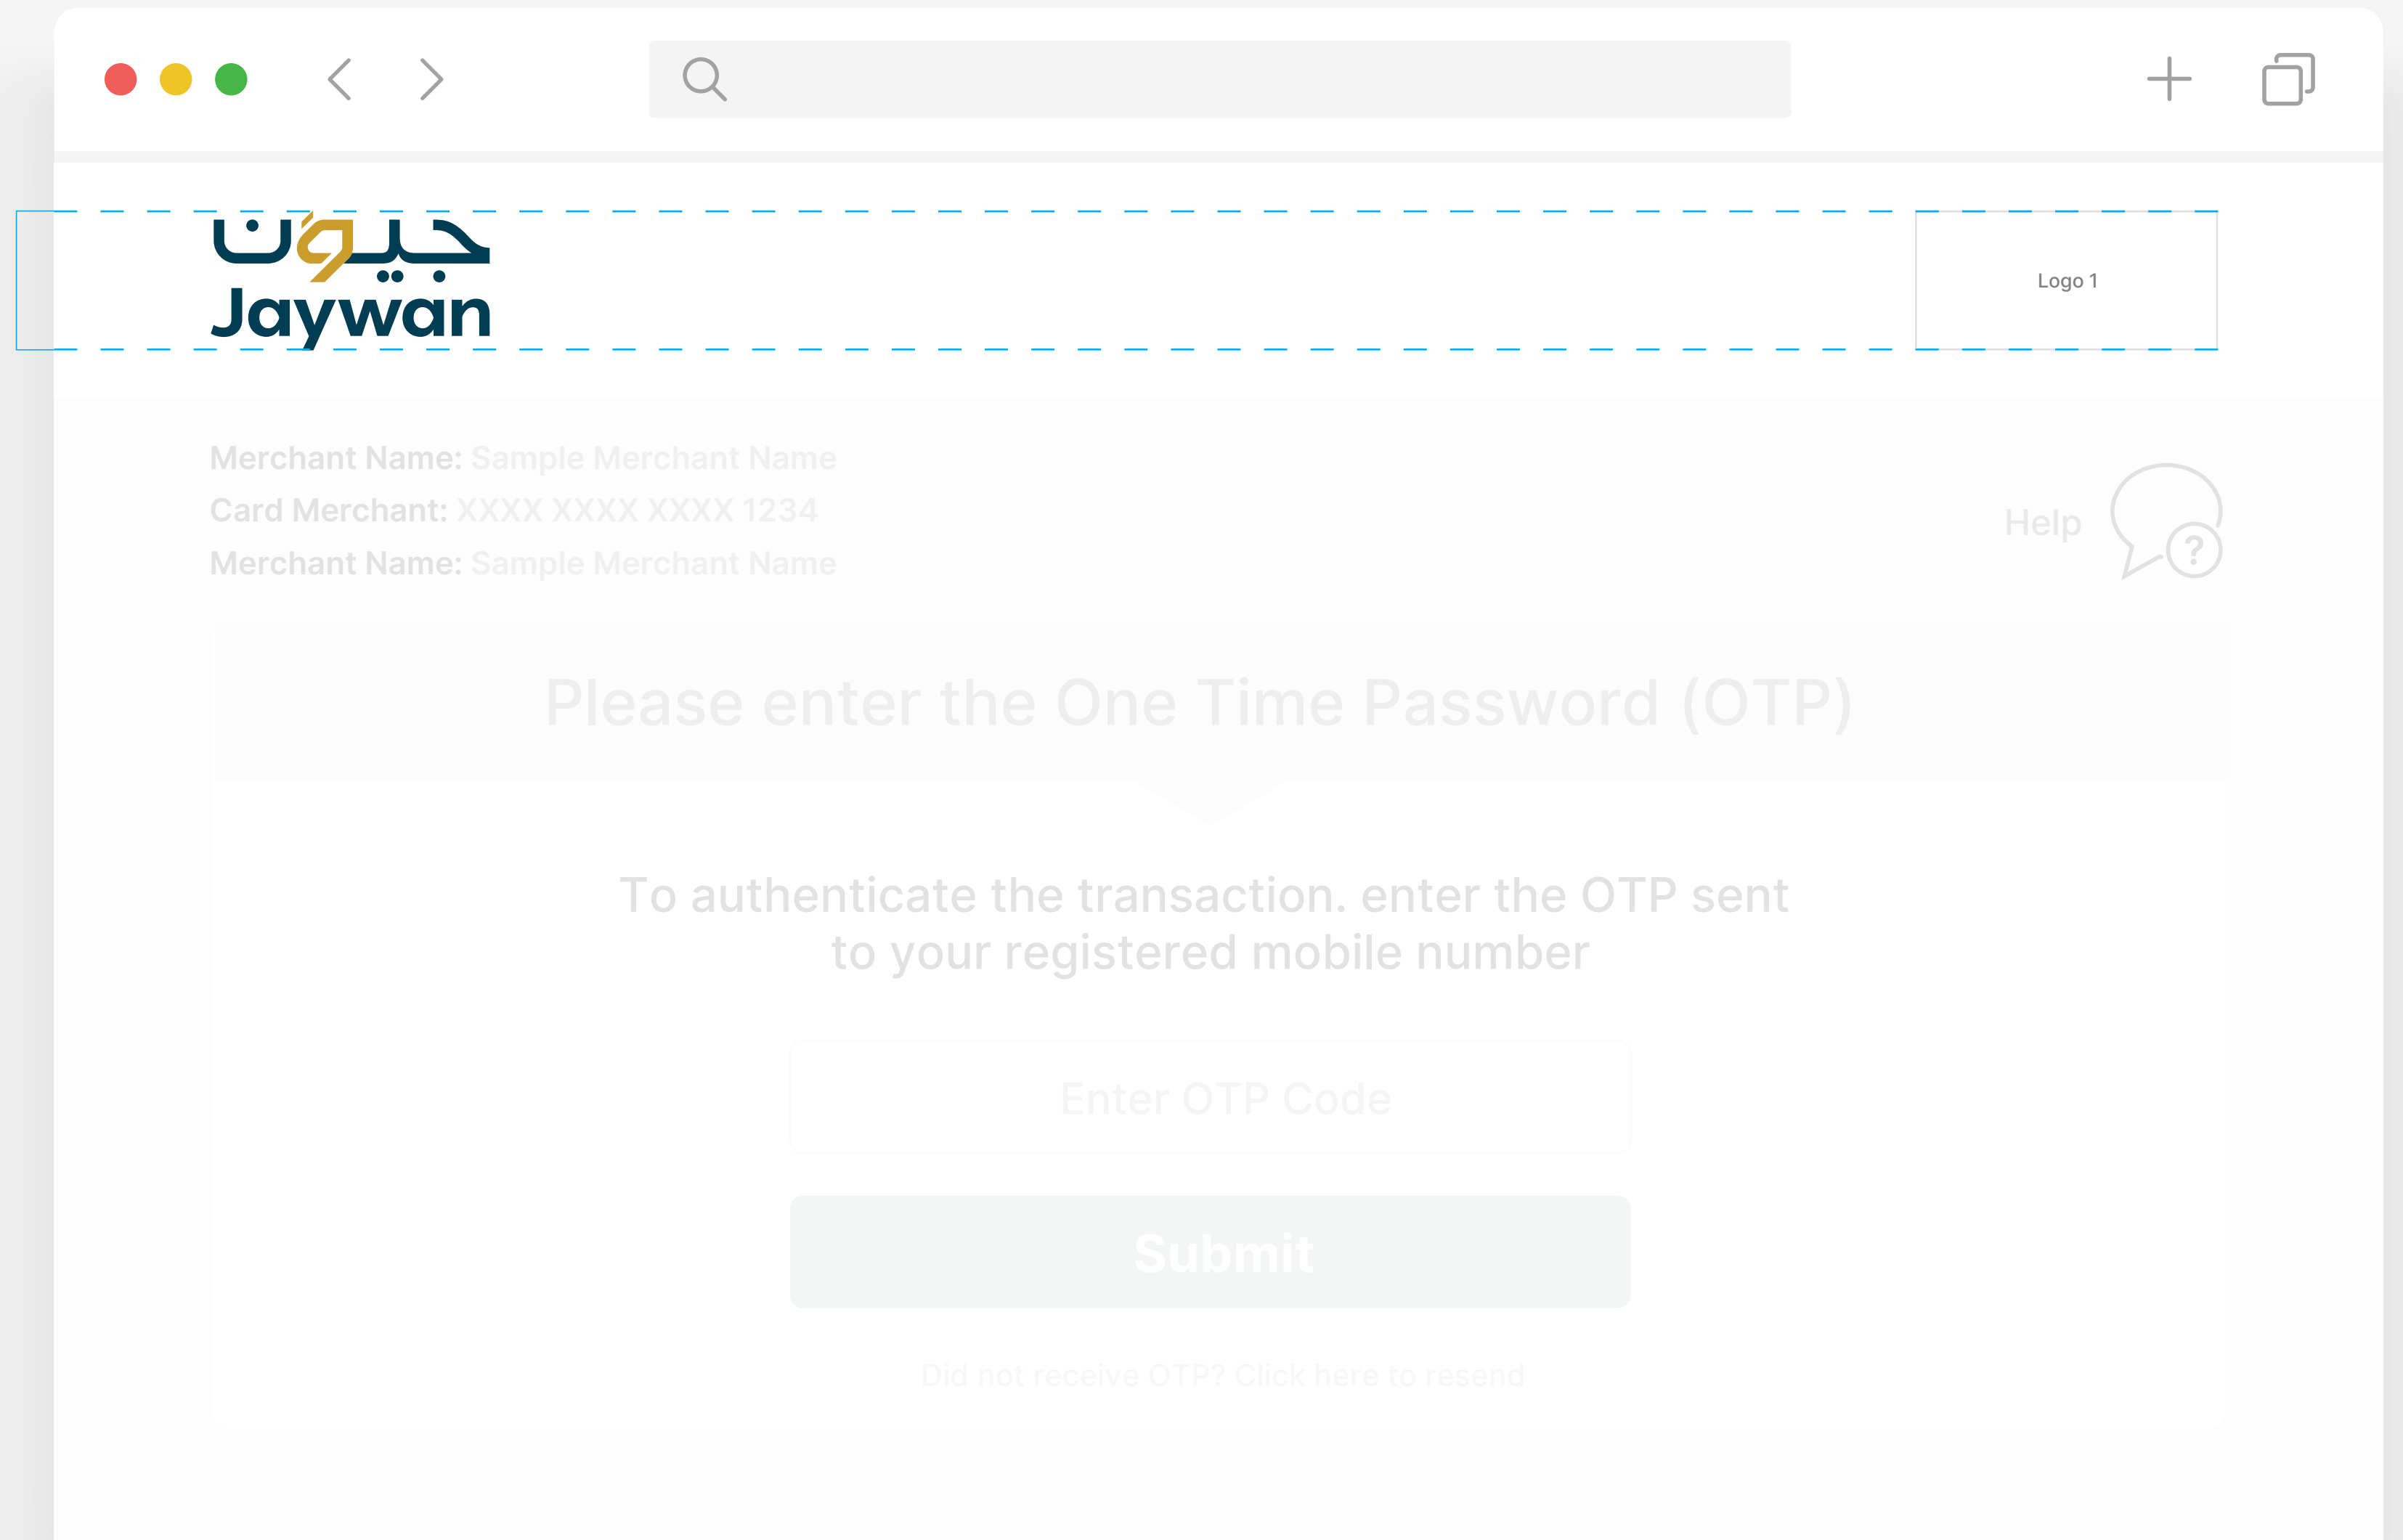 جيون
Jaywan
Logo 1
Merchant Name: Sample Merchant Name
Card Merchant: XXXX XXXX XXXX 1234
Merchant Name: Sample Merchant Name
Help
?
Please enter the One Time Password (OTP)
To authenticate the transaction. enter the OTP sent
to your registered mobile number
Enter OTP Code
Submit
Did not receive OTP? Click here to resend